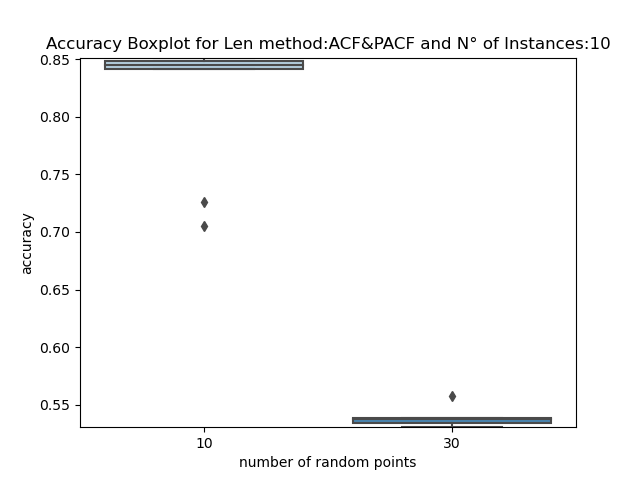 Accuracy Boxplot for Len method:ACF&PACF and N° of Instances:10
0.85
0.80
0.75
0.70
0.65
0.60
0.55
accuracy
10 30
number of random points